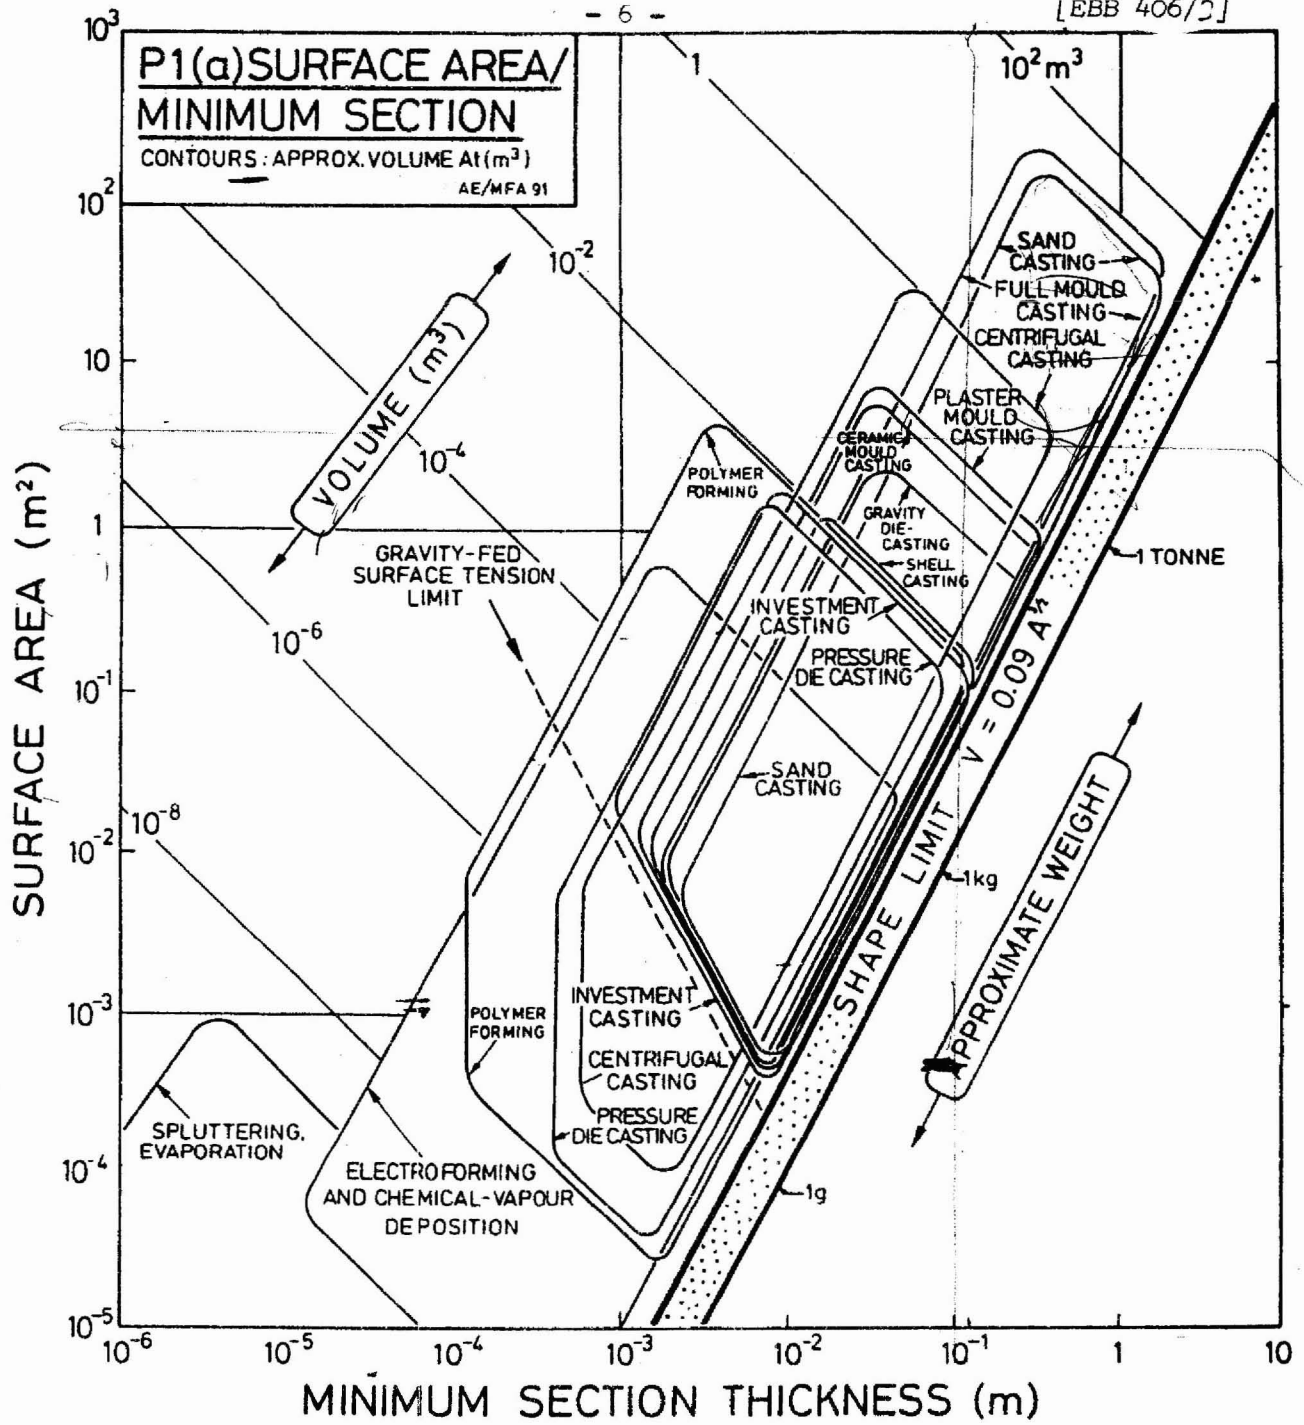 - 6 -
[EBB 406/3]
P1(a) SURFACE AREA/
MINIMUM SECTION
CONTOURS: APPROX. VOLUME At (m³)
AE/MFA 91
10³
10²
10
1
10⁻¹
10⁻²
10⁻³
10⁻⁴
10⁻⁵
SURFACE AREA (m²)
1
10² m³
10⁻²
10⁻⁴
10⁻⁶
10⁻⁸
VOLUME (m³)
SAND
CASTING
FULL MOULD
CASTING
CENTRIFUGAL
CASTING
PLASTER
MOULD
CASTING
CERAMIC
MOULD
CASTING
POLYMER
FORMING
GRAVITY
DIE-
CASTING
SHELL
CASTING
GRAVITY-FED
SURFACE TENSION
LIMIT
INVESTMENT
CASTING
PRESSURE
DIE CASTING
SAND
CASTING
1 TONNE
1kg
1g
SHAPE LIMIT V = 0.09 A
APPROXIMATE WEIGHT
INVESTMENT
CASTING
POLYMER
FORMING
CENTRIFUGAL
CASTING
PRESSURE
DIE CASTING
SPLUTTERING,
EVAPORATION
ELECTROFORMING
AND CHEMICAL-VAPOUR
DEPOSITION
10⁻⁶
10⁻⁵
10⁻⁴
10⁻³
10⁻²
10⁻¹
1
10
MINIMUM SECTION THICKNESS (m)